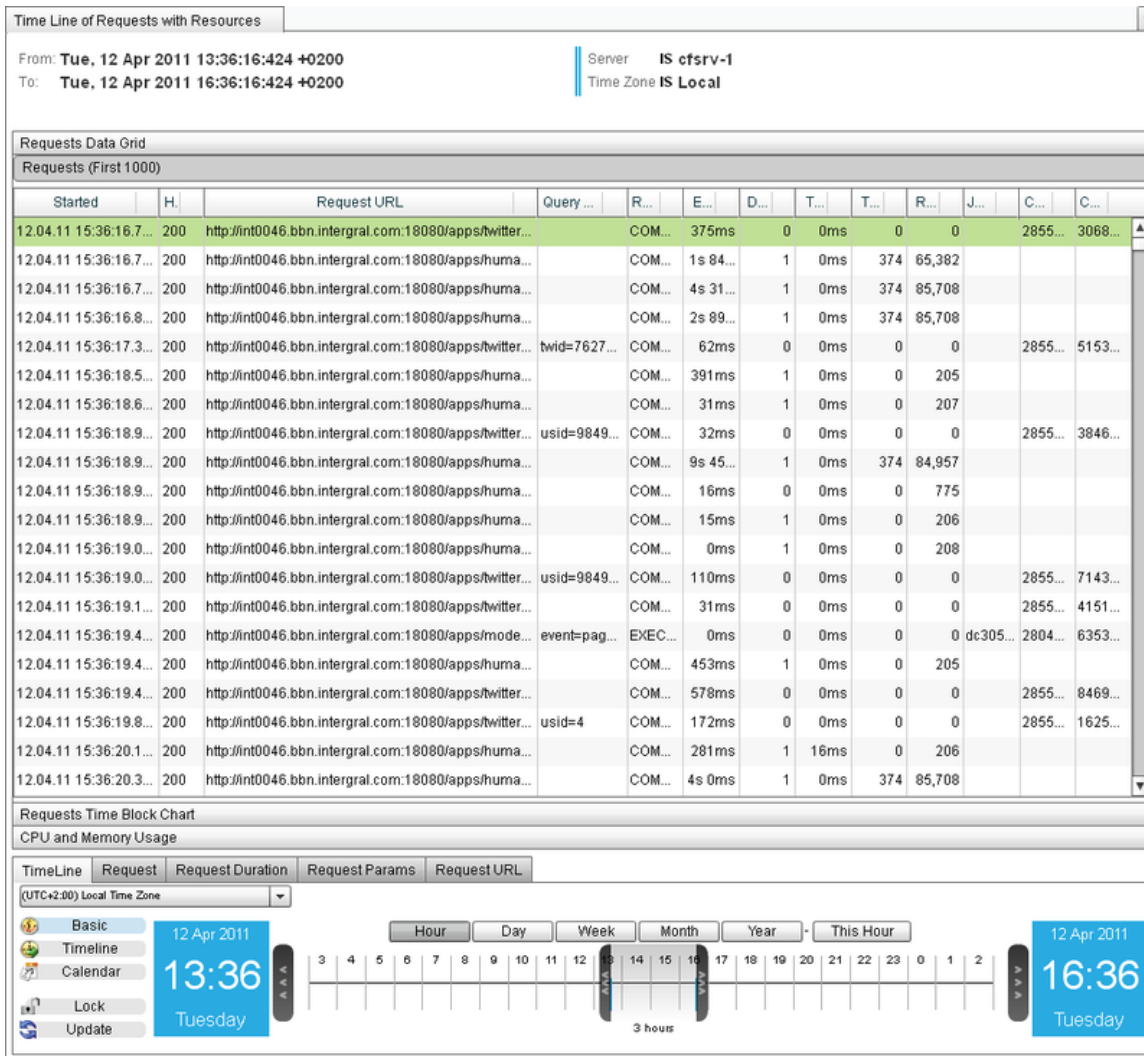 Time Line of Requests with Resources
From: Tue, 12 Apr 2011 13:36:16:424 +0200 Server IS cfsrv-1
To: Tue, 12 Apr 2011 16:36:16:424 +0200 Time Zone IS Local
Requests Data Grid
Requests (First 1000)
Started H. Request URL Query ... R... E... D... T... T... R... J... C... C...
12.04.11 15:36:16.7... 200 http://int0046.bbn.intergral.com:18080/apps/twitter... COM... 375ms 0 0ms 0 0 2855... 3068...
12.04.11 15:36:16.7... 200 http://int0046.bbn.intergral.com:18080/apps/huma... COM... 1s 84... 1 0ms 374 65,382
12.04.11 15:36:16.7... 200 http://int0046.bbn.intergral.com:18080/apps/huma... COM... 4s 31... 1 0ms 374 85,708
12.04.11 15:36:16.8... 200 http://int0046.bbn.intergral.com:18080/apps/huma... COM... 2s 89... 1 0ms 374 85,708
12.04.11 15:36:17.3... 200 http://int0046.bbn.intergral.com:18080/apps/twitter... twid=7627... COM... 62ms 0 0ms 0 0 2855... 5153...
12.04.11 15:36:18.5... 200 http://int0046.bbn.intergral.com:18080/apps/huma... COM... 391ms 1 0ms 0 205
12.04.11 15:36:18.6... 200 http://int0046.bbn.intergral.com:18080/apps/huma... COM... 31ms 1 0ms 0 207
12.04.11 15:36:18.9... 200 http://int0046.bbn.intergral.com:18080/apps/twitter... usid=9849... COM... 32ms 0 0ms 0 0 2855... 3846...
12.04.11 15:36:18.9... 200 http://int0046.bbn.intergral.com:18080/apps/huma... COM... 9s 45... 1 0ms 374 84,957
12.04.11 15:36:18.9... 200 http://int0046.bbn.intergral.com:18080/apps/huma... COM... 16ms 0 0ms 0 775
12.04.11 15:36:18.9... 200 http://int0046.bbn.intergral.com:18080/apps/huma... COM... 15ms 1 0ms 0 206
12.04.11 15:36:19.0... 200 http://int0046.bbn.intergral.com:18080/apps/huma... COM... 0ms 1 0ms 0 208
12.04.11 15:36:19.0... 200 http://int0046.bbn.intergral.com:18080/apps/twitter... usid=9849... COM... 110ms 0 0ms 0 0 2855... 7143...
12.04.11 15:36:19.1... 200 http://int0046.bbn.intergral.com:18080/apps/twitter... COM... 31ms 0 0ms 0 0 2855... 4151...
12.04.11 15:36:19.4... 200 http://int0046.bbn.intergral.com:18080/apps/mode... event=pag... EXEC... 0ms 0 0ms 0 0 dc305... 2804... 6353...
12.04.11 15:36:19.4... 200 http://int0046.bbn.intergral.com:18080/apps/huma... COM... 453ms 1 0ms 0 205
12.04.11 15:36:19.4... 200 http://int0046.bbn.intergral.com:18080/apps/twitter... COM... 578ms 0 0ms 0 0 2855... 8469...
12.04.11 15:36:19.8... 200 http://int0046.bbn.intergral.com:18080/apps/twitter... usid=4 COM... 172ms 0 0ms 0 0 2855... 1625...
12.04.11 15:36:20.1... 200 http://int0046.bbn.intergral.com:18080/apps/huma... COM... 281ms 1 16ms 0 206
12.04.11 15:36:20.3... 200 http://int0046.bbn.intergral.com:18080/apps/huma... COM... 4s 0ms 1 0ms 374 85,708
Requests Time Block Chart
CPU and Memory Usage
TimeLine Request Request Duration Request Params Request URL
(UTC+2:00) Local Time Zone
Basic
Timeline
Calendar
Lock
Update
12 Apr 2011
13:36
Tuesday
Hour Day Week Month Year - This Hour
3 4 5 6 7 8 9 10 11 12 13 14 15 16 17 18 19 20 21 22 23 0 1 2
3 hours
12 Apr 2011
16:36
Tuesday